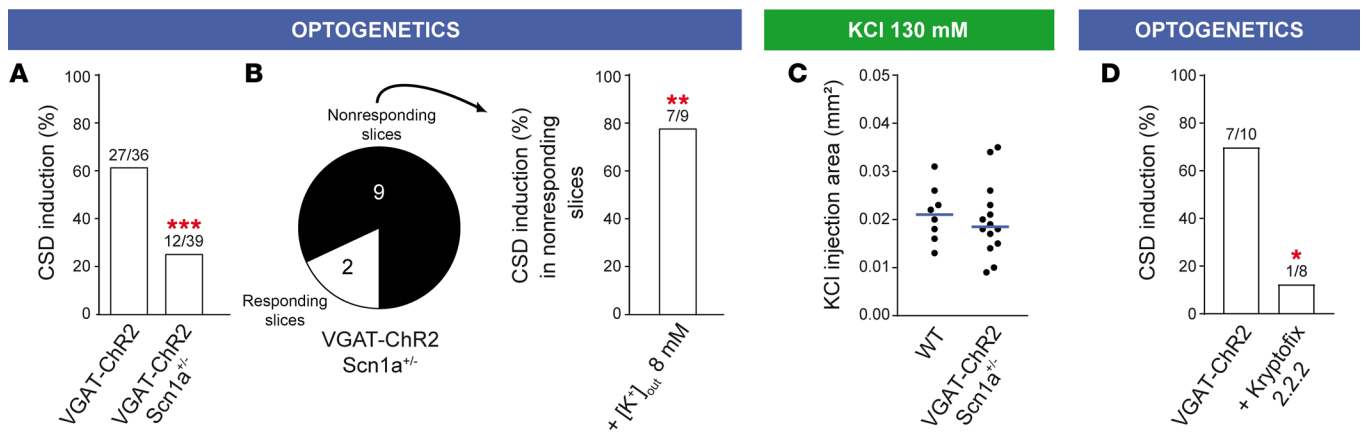 OPTOGENETICS
KCl 130 mM
OPTOGENETICS
A
CSD induction (%)
100
80
60
40
20
0
27/36
***
12/39
VGAT-ChR2
VGAT-ChR2
Scn1a+/-
B
Nonresponding
slices
9
2
Responding
slices
VGAT-ChR2
Scn1a+/-
CSD induction (%)
in nonresponding
slices
100
80
60
40
20
0
**
7/9
+ [K+]out 8 mM
C
KCl injection area (mm²)
0.05
0.04
0.03
0.02
0.01
0.00
WT
VGAT-ChR2
Scn1a+/-
D
CSD induction (%)
100
80
60
40
20
0
7/10
*
1/8
VGAT-ChR2
+ Kryptofix
2.2.2